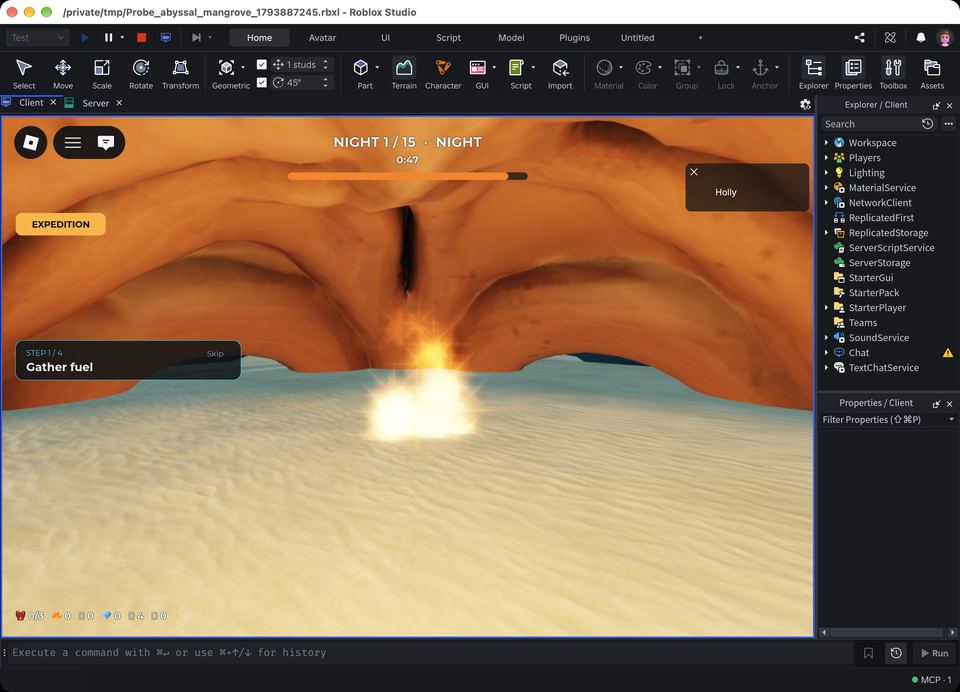 /private/tmp/Probe_abyssal_mangrove_1793887245.rbxl - Roblox Studio
Test
Home Avatar UI Script Model Plugins Untitled +
Select Move Scale Rotate Transform Geometric 1 studs 45° Part Terrain Character GUI Script Import Material Color Group Lock Anchor Explorer Properties Toolbox Assets
Client × Server ×
Explorer / Client
Search
Workspace
Players
Lighting
MaterialService
NetworkClient
ReplicatedFirst
ReplicatedStorage
ServerScriptService
ServerStorage
StarterGui
StarterPack
StarterPlayer
Teams
SoundService
Chat
TextChatService
Properties / Client
Filter Properties (⇧⌘P)
NIGHT 1 / 15 · NIGHT
0:47
Holly
EXPEDITION
STEP 1 / 4 Skip
Gather fuel
0/3 0 0 0 4 0
Execute a command with ⌘↵ or use ⌘+↑/↓ for history
Run
MCP · 1